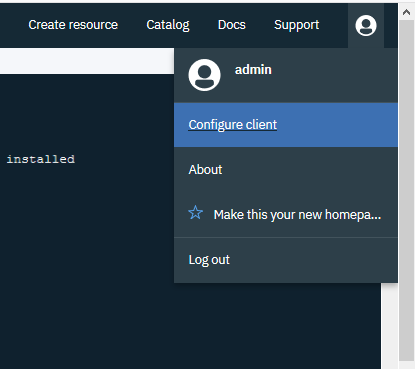 Create resource Catalog Docs Support
admin
Configure client
installed
About
Make this your new homepa...
Log out